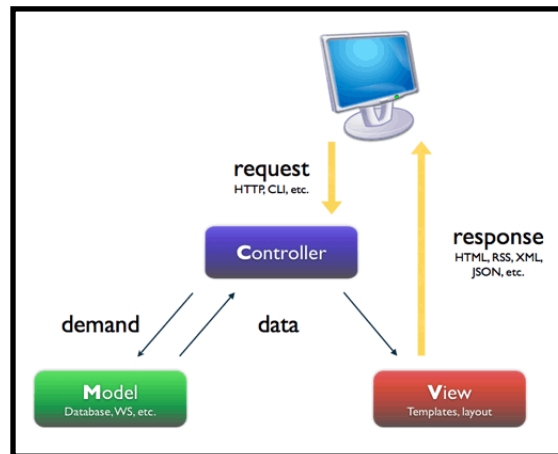 request
HTTP, CLI, etc.
response
HTML, RSS, XML,
JSON, etc.
Controller
demand
data
Model
Database, WS, etc.
View
Templates, layout